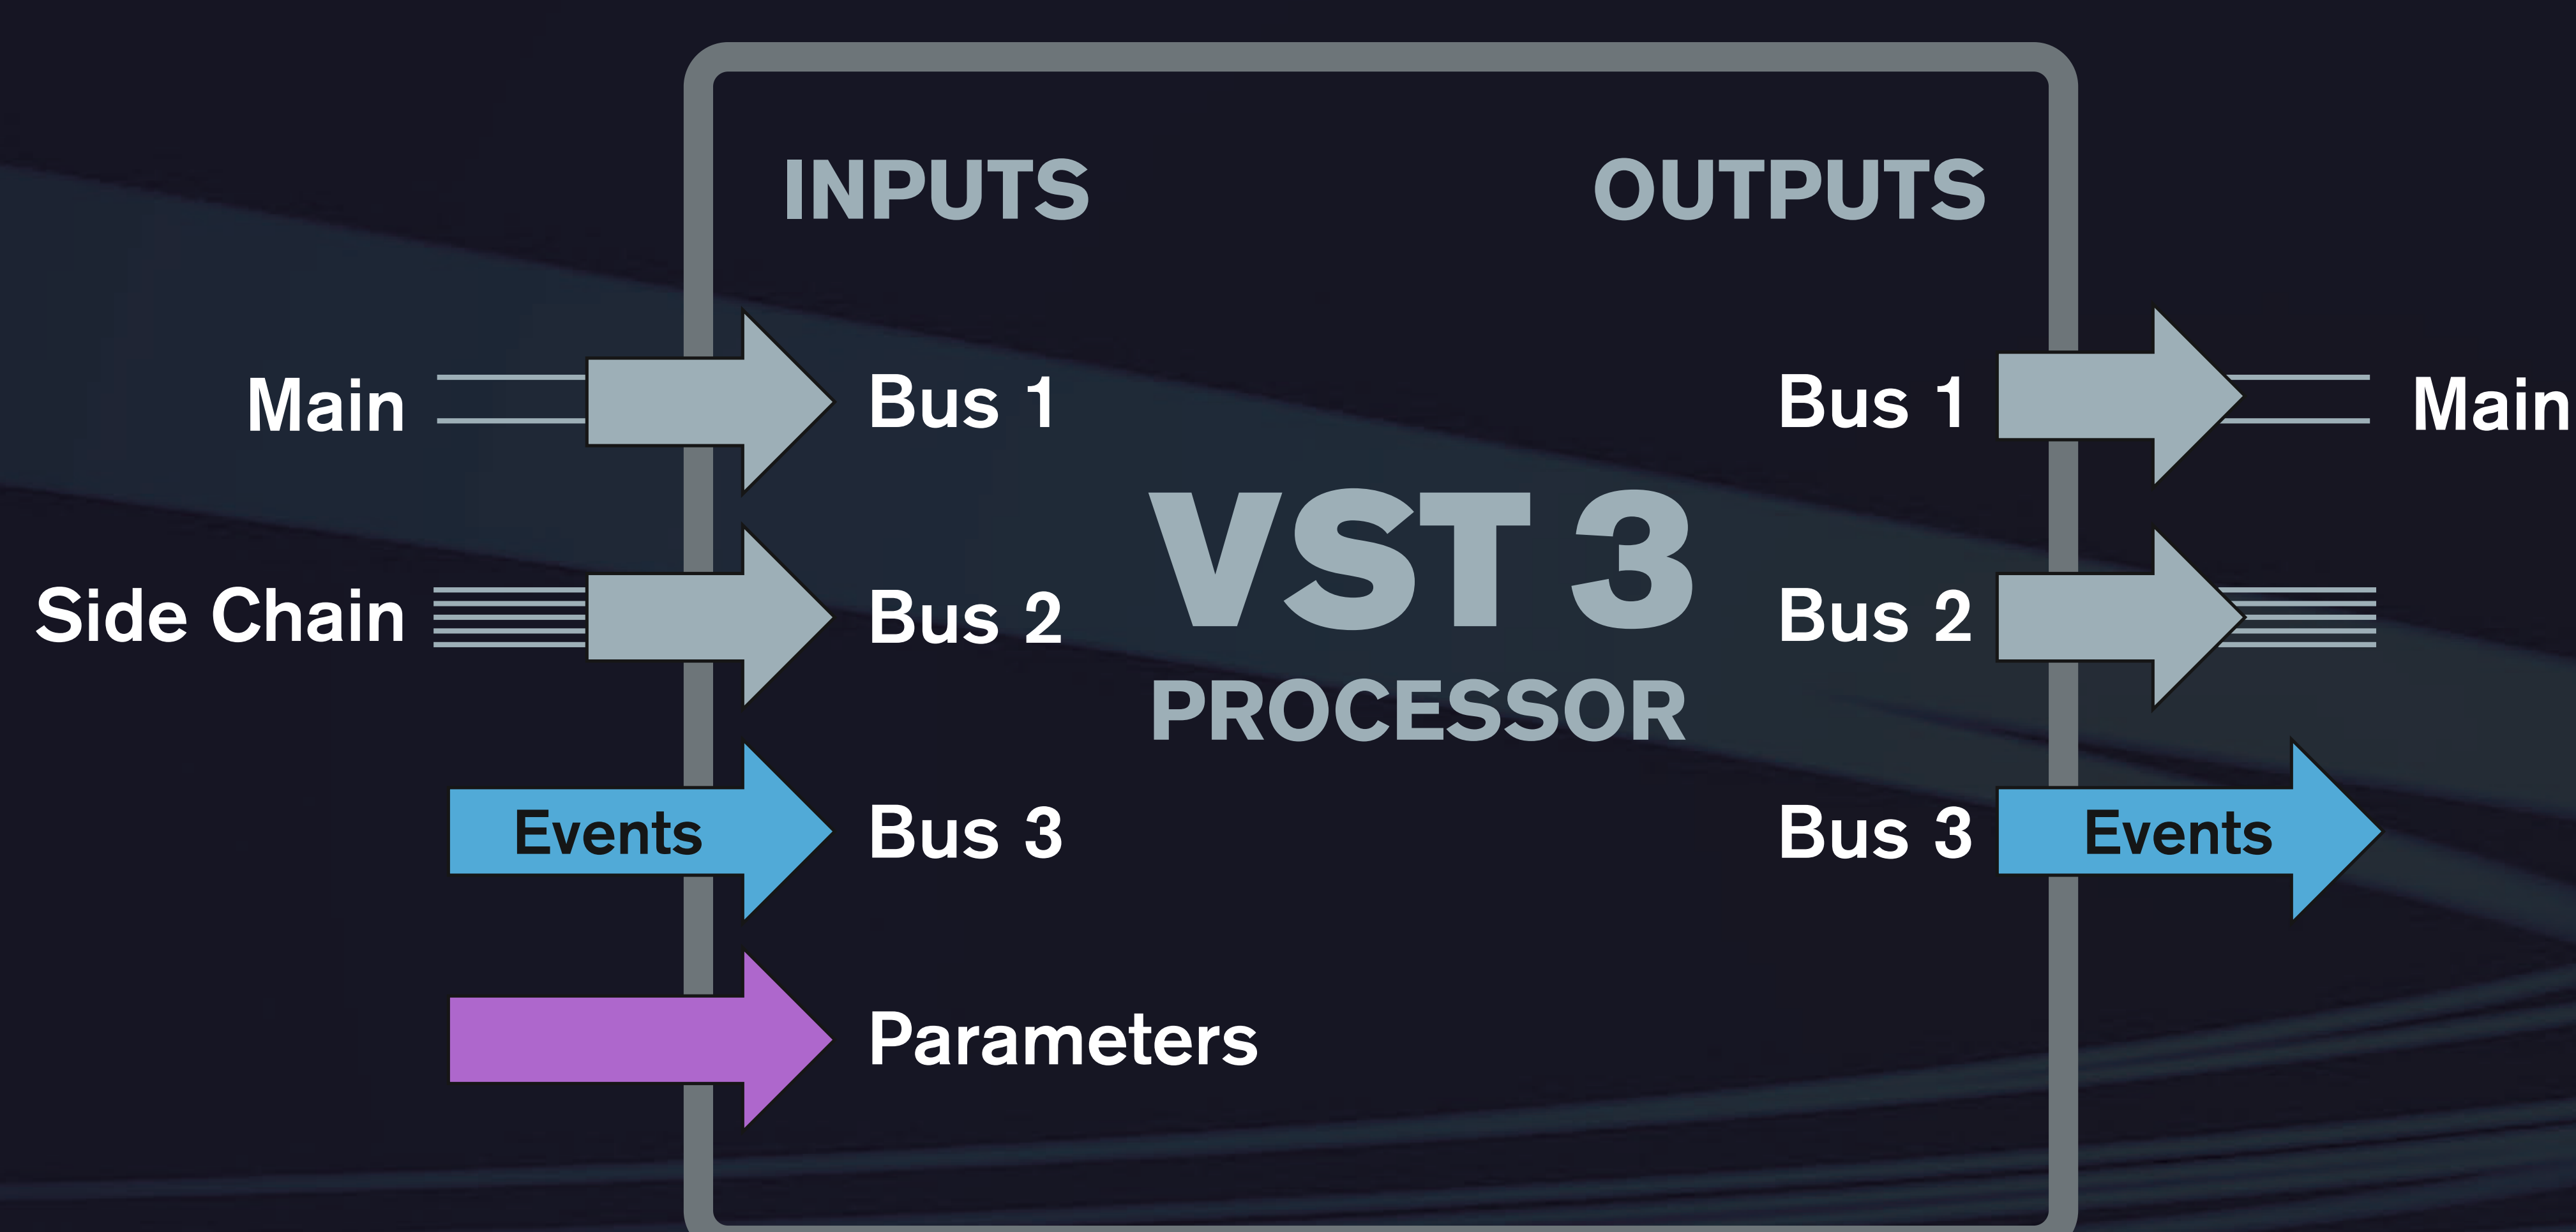 INPUTS OUTPUTS
Main Bus 1 Bus 1 Main
VST 3
Side Chain Bus 2 Bus 2
PROCESSOR
Events Bus 3 Bus 3 Events
Parameters